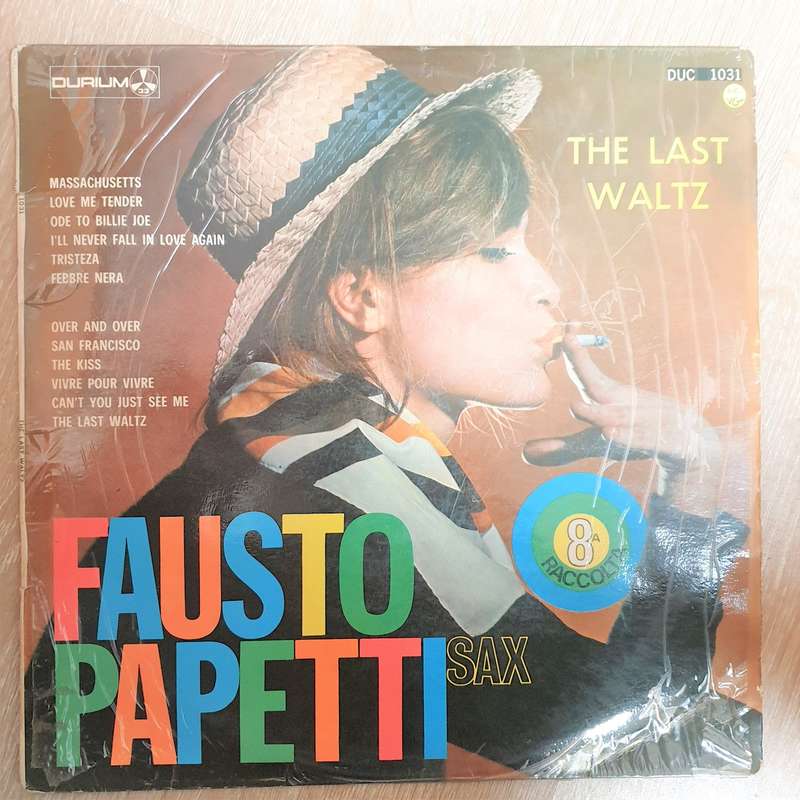 DURIUM
33
DUC 1031
THE LAST
WALTZ
MASSACHUSETTS
LOVE ME TENDER
ODE TO BILLIE JOE
I'LL NEVER FALL IN LOVE AGAIN
TRISTEZA
FEBBRE NERA
OVER AND OVER
SAN FRANCISCO
THE KISS
VIVRE POUR VIVRE
CAN'T YOU JUST SEE ME
THE LAST WALTZ
8A
RACCOLTA
FAUSTO
PAPETTI
SAX